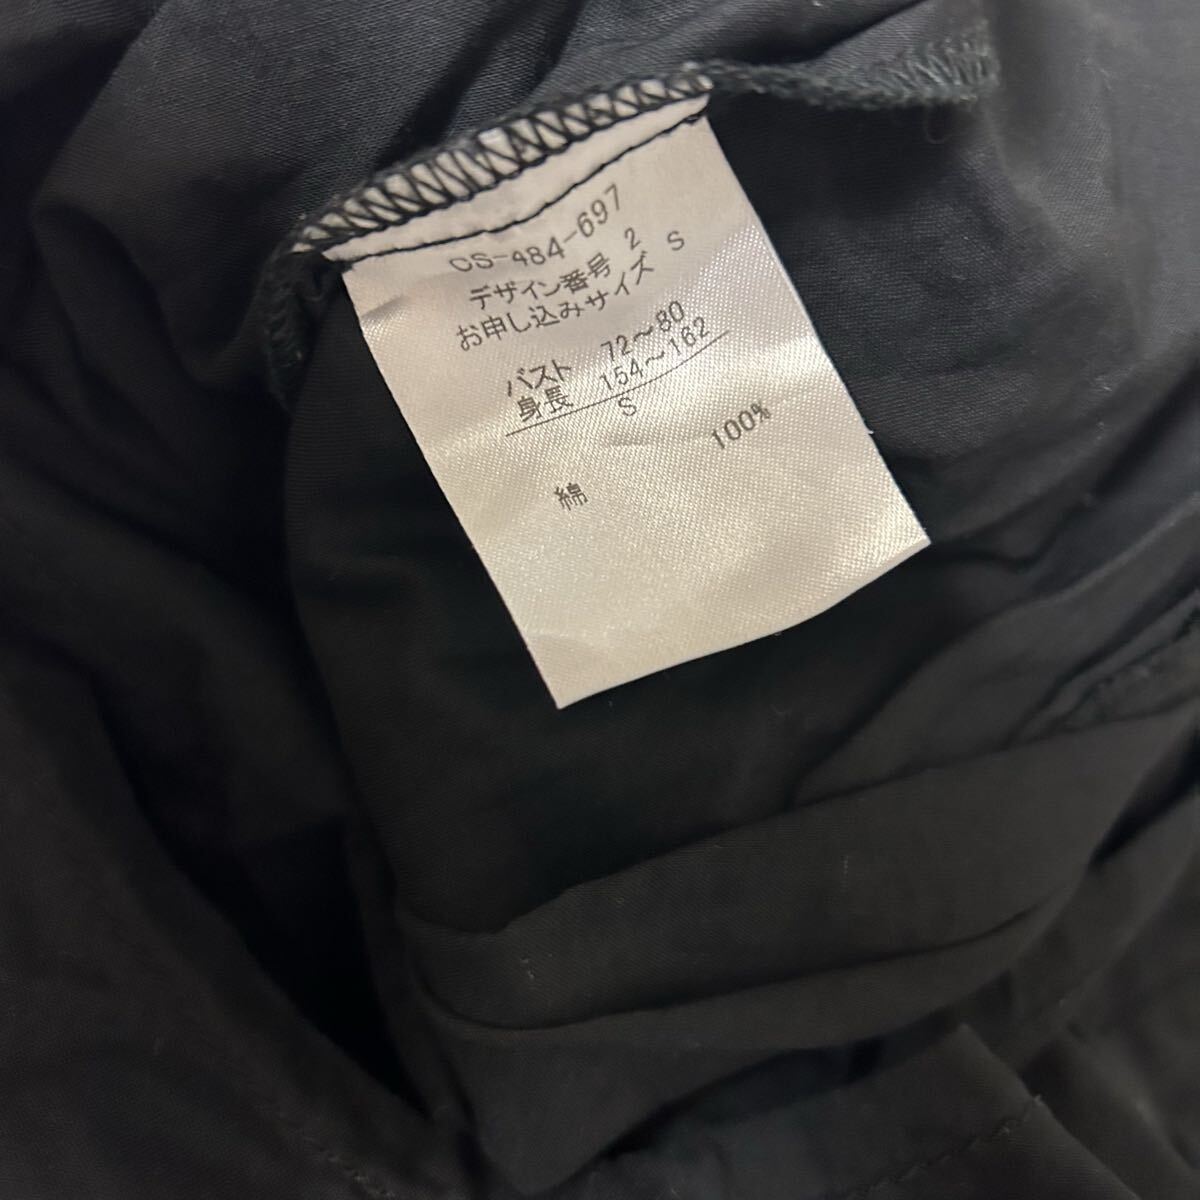 CS-484-697
デザイン番号 2
お申し込みサイズ S
バスト 72～80
身長 154～162
S
綿 100%